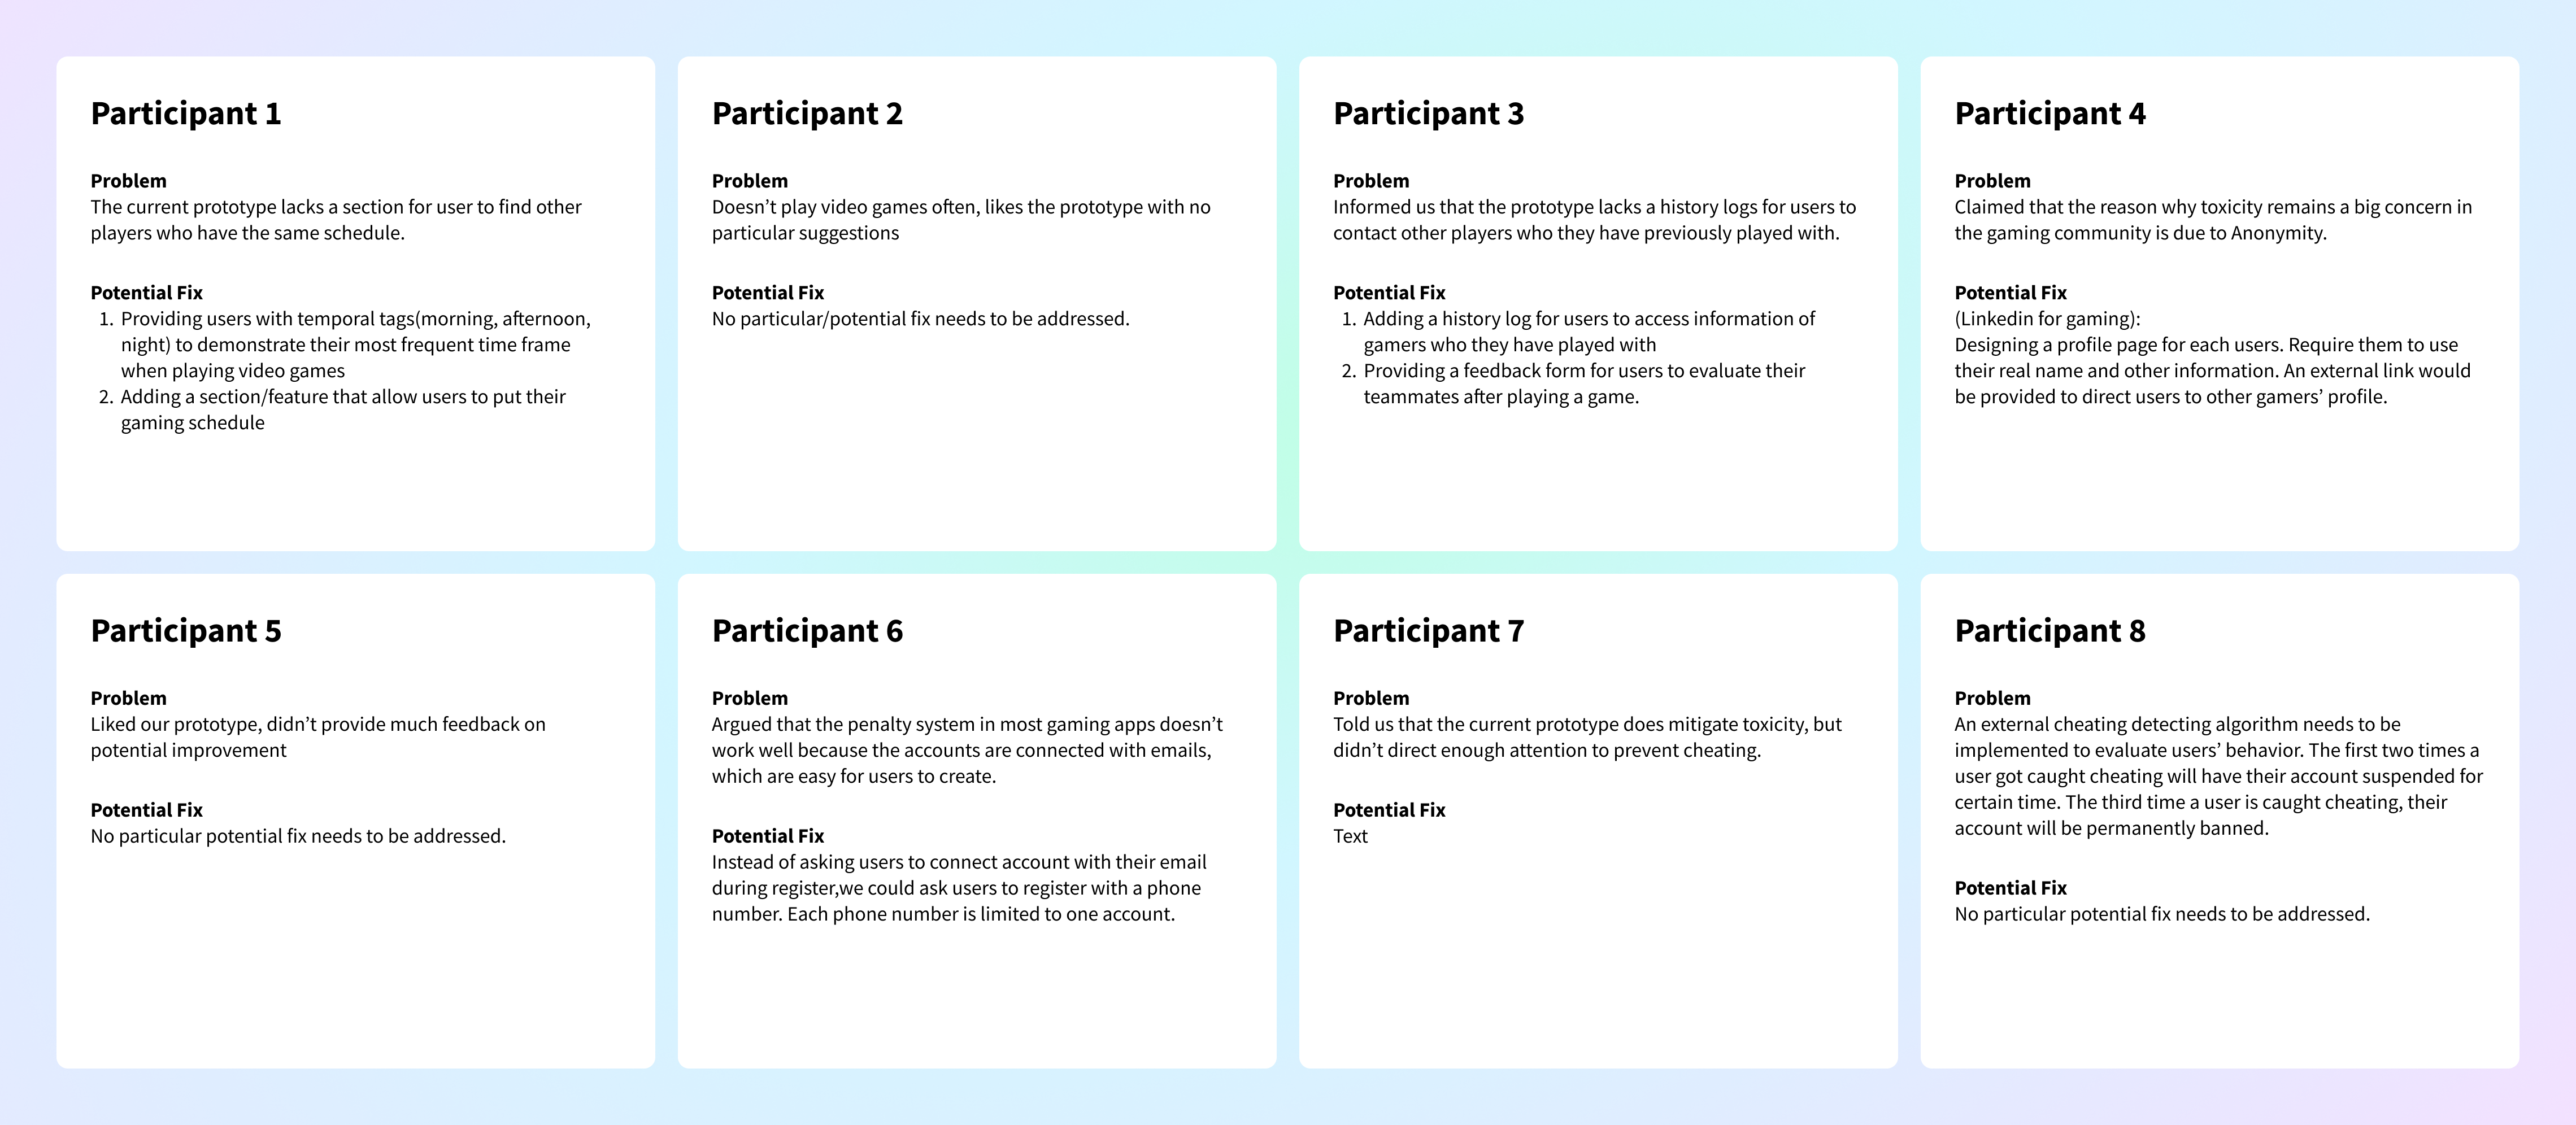 Participant 1
Problem
The current prototype lacks a section for user to find other
players who have the same schedule.
Potential Fix
1. Providing users with temporal tags(morning, afternoon,
night) to demonstrate their most frequent time frame
when playing video games
2. Adding a section/feature that allow users to put their
gaming schedule
Participant 2
Problem
Doesn’t play video games often, likes the prototype with no
particular suggestions
Potential Fix
No particular/potential fix needs to be addressed.
Participant 3
Problem
Informed us that the prototype lacks a history logs for users to
contact other players who they have previously played with.
Potential Fix
1. Adding a history log for users to access information of
gamers who they have played with
2. Providing a feedback form for users to evaluate their
teammates after playing a game.
Participant 4
Problem
Claimed that the reason why toxicity remains a big concern in
the gaming community is due to Anonymity.
Potential Fix
(Linkedin for gaming):
Designing a profile page for each users. Require them to use
their real name and other information. An external link would
be provided to direct users to other gamers’ profile.
Participant 5
Problem
Liked our prototype, didn’t provide much feedback on
potential improvement
Potential Fix
No particular potential fix needs to be addressed.
Participant 6
Problem
Argued that the penalty system in most gaming apps doesn’t
work well because the accounts are connected with emails,
which are easy for users to create.
Potential Fix
Instead of asking users to connect account with their email
during register,we could ask users to register with a phone
number. Each phone number is limited to one account.
Participant 7
Problem
Told us that the current prototype does mitigate toxicity, but
didn’t direct enough attention to prevent cheating.
Potential Fix
Text
Participant 8
Problem
An external cheating detecting algorithm needs to be
implemented to evaluate users’ behavior. The first two times a
user got caught cheating will have their account suspended for
certain time. The third time a user is caught cheating, their
account will be permanently banned.
Potential Fix
No particular potential fix needs to be addressed.